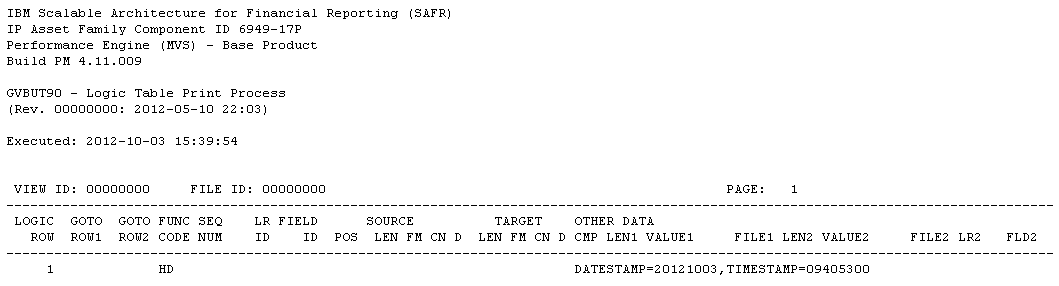 IBM Scalable Architecture for Financial Reporting (SAFR)
IP Asset Family Component ID 6949-17P
Performance Engine (MVS) - Base Product
Build PM 4.11.009
GVBUT90 - Logic Table Print Process
(Rev. 00000000: 2012-05-10 22:03)
Executed: 2012-10-03 15:39:54
VIEW ID: 00000000 FILE ID: 00000000 PAGE: 1
LOGIC GOTO GOTO FUNC SEQ LR FIELD SOURCE TARGET OTHER DATA
ROW ROW1 ROW2 CODE NUM ID ID POS LEN FM CN D LEN FM CN D CMP LEN1 VALUE1 FILE1 LEN2 VALUE2 FILE2 LR2 FLD2
1 HD DATESTAMP=20121003,TIMESTAMP=09405300